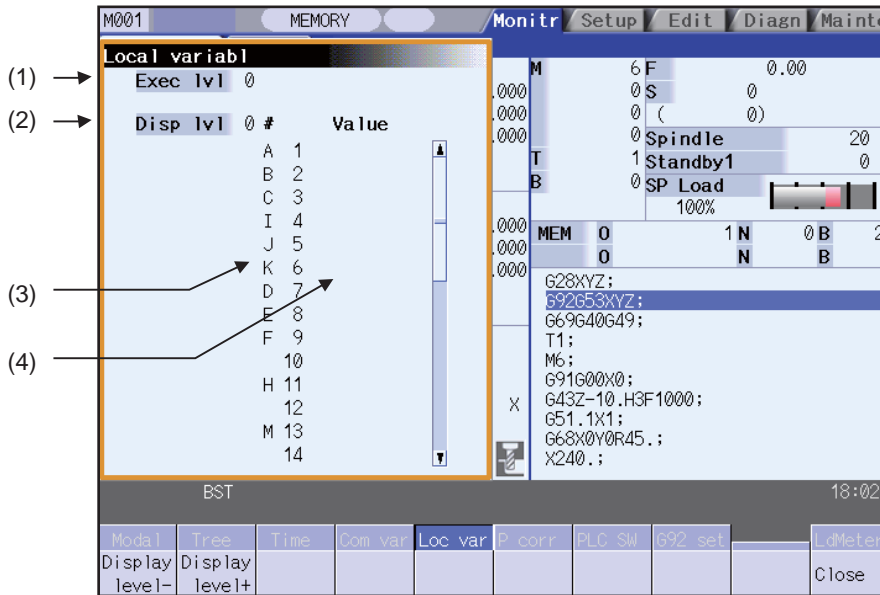 M001 MEMORY Monitr Setup Edit Diagn Mainte
Local variabl
(1) Exec lvl 0
(2) Disp lvl 0 # Value
A 1
B 2
C 3
I 4
J 5
(3) K 6
D 7
E 8
(4) F 9
10
H 11
12
M 13
14
.000
.000
.000
.000
.000
.000
X
M 6 F 0.00
0 S 0
0 ( 0)
0 Spindle 20
T 1 Standby1 0
B 0 SP Load
100%
MEM O 1 N 0 B 2
O N B
G28XYZ;
G92G53XYZ;
G69G40G49;
T1;
M6;
G91G00X0;
G43Z-10.H3F1000;
G51.1X1;
G68X0Y0R45.;
X240.;
BST 18:02
Modal Tree Time Com var Loc var P corr PLC SW G92 set LdMeter
Display Display
level- level+ Close